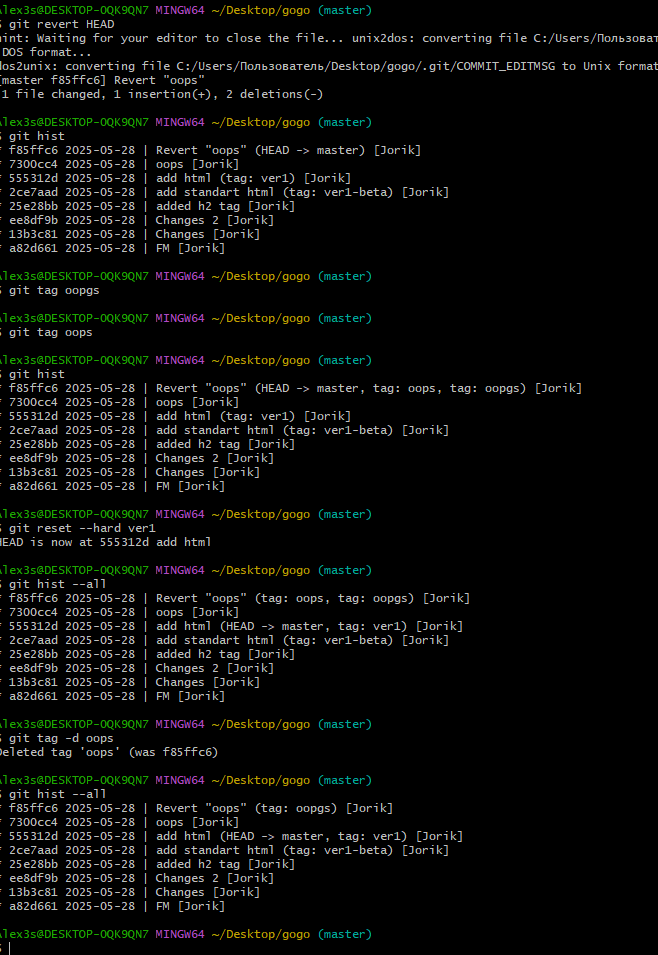 Alex3s@DESKTOP-OQK9QN7 MINGW64 ~/Desktop/gogo (master)
$ git revert HEAD
hint: Waiting for your editor to close the file... unix2dos: converting file C:/Users/Пользоват
DOS format...
dos2unix: converting file C:/Users/Пользователь/Desktop/gogo/.git/COMMIT_EDITMSG to Unix format
[master f85ffc6] Revert "oops"
1 file changed, 1 insertion(+), 2 deletions(-)
Alex3s@DESKTOP-OQK9QN7 MINGW64 ~/Desktop/gogo (master)
$ git hist
* f85ffc6 2025-05-28 | Revert "oops" (HEAD -> master) [Jorik]
* 7300cc4 2025-05-28 | oops [Jorik]
* 555312d 2025-05-28 | add html (tag: ver1) [Jorik]
* 2ce7aad 2025-05-28 | add standart html (tag: ver1-beta) [Jorik]
* 25e28bb 2025-05-28 | added h2 tag [Jorik]
* ee8df9b 2025-05-28 | Changes 2 [Jorik]
* 13b3c81 2025-05-28 | Changes [Jorik]
* a82d661 2025-05-28 | FM [Jorik]
Alex3s@DESKTOP-OQK9QN7 MINGW64 ~/Desktop/gogo (master)
$ git tag oopgs
Alex3s@DESKTOP-OQK9QN7 MINGW64 ~/Desktop/gogo (master)
$ git tag oops
Alex3s@DESKTOP-OQK9QN7 MINGW64 ~/Desktop/gogo (master)
$ git hist
* f85ffc6 2025-05-28 | Revert "oops" (HEAD -> master, tag: oops, tag: oopgs) [Jorik]
* 7300cc4 2025-05-28 | oops [Jorik]
* 555312d 2025-05-28 | add html (tag: ver1) [Jorik]
* 2ce7aad 2025-05-28 | add standart html (tag: ver1-beta) [Jorik]
* 25e28bb 2025-05-28 | added h2 tag [Jorik]
* ee8df9b 2025-05-28 | Changes 2 [Jorik]
* 13b3c81 2025-05-28 | Changes [Jorik]
* a82d661 2025-05-28 | FM [Jorik]
Alex3s@DESKTOP-OQK9QN7 MINGW64 ~/Desktop/gogo (master)
$ git reset --hard ver1
HEAD is now at 555312d add html
Alex3s@DESKTOP-OQK9QN7 MINGW64 ~/Desktop/gogo (master)
$ git hist --all
* f85ffc6 2025-05-28 | Revert "oops" (tag: oops, tag: oopgs) [Jorik]
* 7300cc4 2025-05-28 | oops [Jorik]
* 555312d 2025-05-28 | add html (HEAD -> master, tag: ver1) [Jorik]
* 2ce7aad 2025-05-28 | add standart html (tag: ver1-beta) [Jorik]
* 25e28bb 2025-05-28 | added h2 tag [Jorik]
* ee8df9b 2025-05-28 | Changes 2 [Jorik]
* 13b3c81 2025-05-28 | Changes [Jorik]
* a82d661 2025-05-28 | FM [Jorik]
Alex3s@DESKTOP-OQK9QN7 MINGW64 ~/Desktop/gogo (master)
$ git tag -d oops
Deleted tag 'oops' (was f85ffc6)
Alex3s@DESKTOP-OQK9QN7 MINGW64 ~/Desktop/gogo (master)
$ git hist --all
* f85ffc6 2025-05-28 | Revert "oops" (tag: oopgs) [Jorik]
* 7300cc4 2025-05-28 | oops [Jorik]
* 555312d 2025-05-28 | add html (HEAD -> master, tag: ver1) [Jorik]
* 2ce7aad 2025-05-28 | add standart html (tag: ver1-beta) [Jorik]
* 25e28bb 2025-05-28 | added h2 tag [Jorik]
* ee8df9b 2025-05-28 | Changes 2 [Jorik]
* 13b3c81 2025-05-28 | Changes [Jorik]
* a82d661 2025-05-28 | FM [Jorik]
Alex3s@DESKTOP-OQK9QN7 MINGW64 ~/Desktop/gogo (master)
$